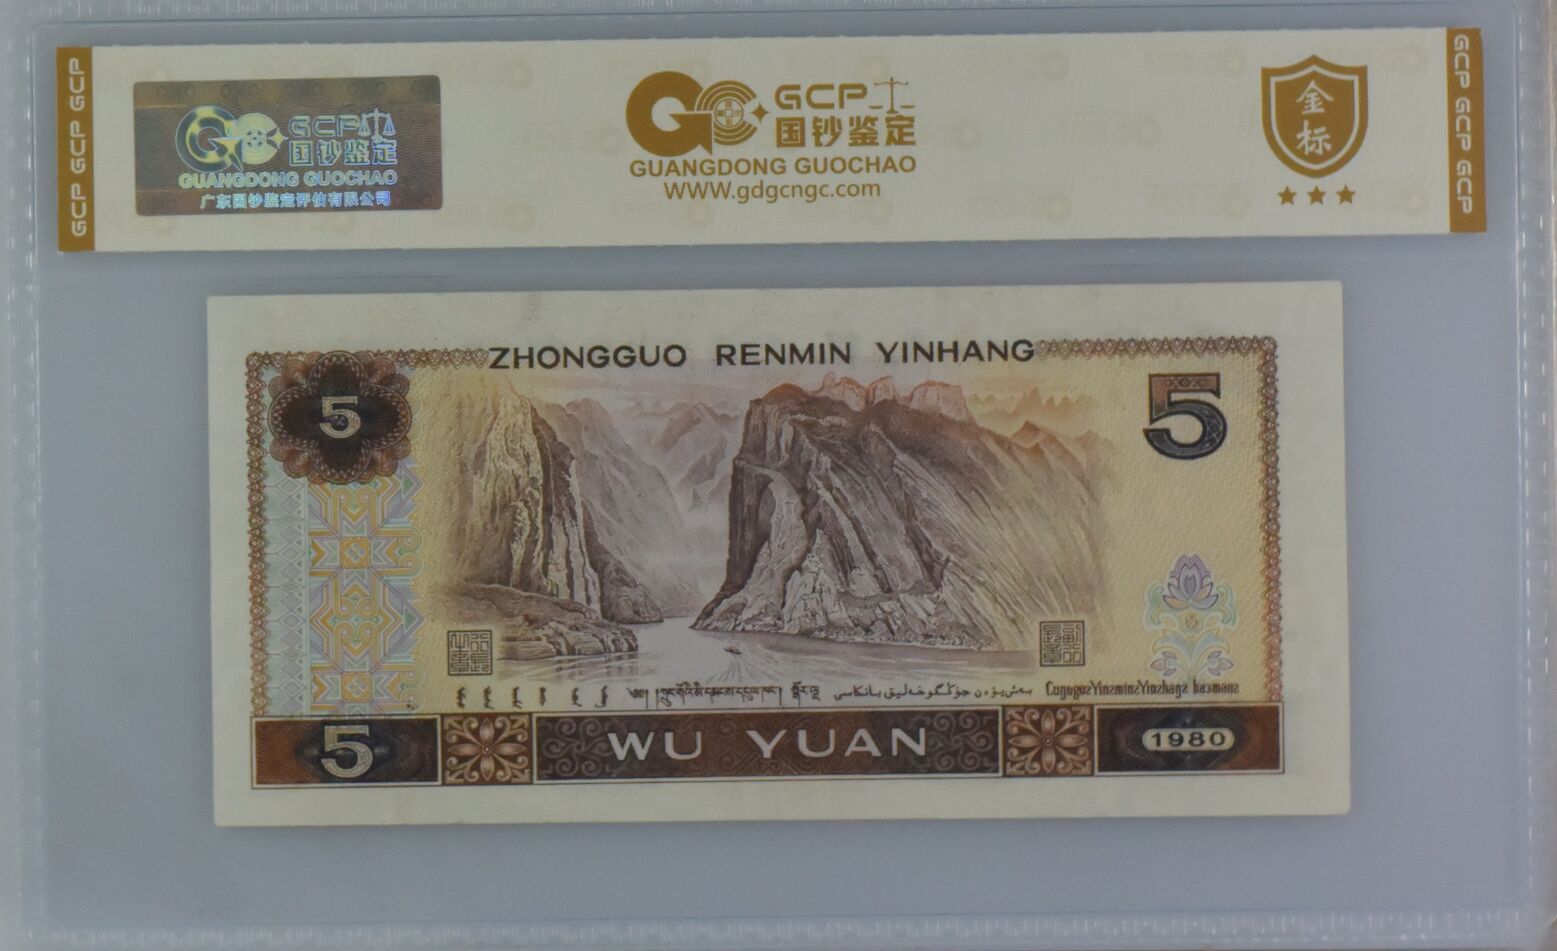 GCP GCP GCP
GCP 国钞鉴定
GUANGDONG GUOCHAO
广东国钞鉴定评估有限公司
GCP
国钞鉴定
GUANGDONG GUOCHAO
WWW.gdgcngc.com
金标
GCP GCP GCP
ZHONGGUO RENMIN YINHANG
5
5
5
WU YUAN
1980